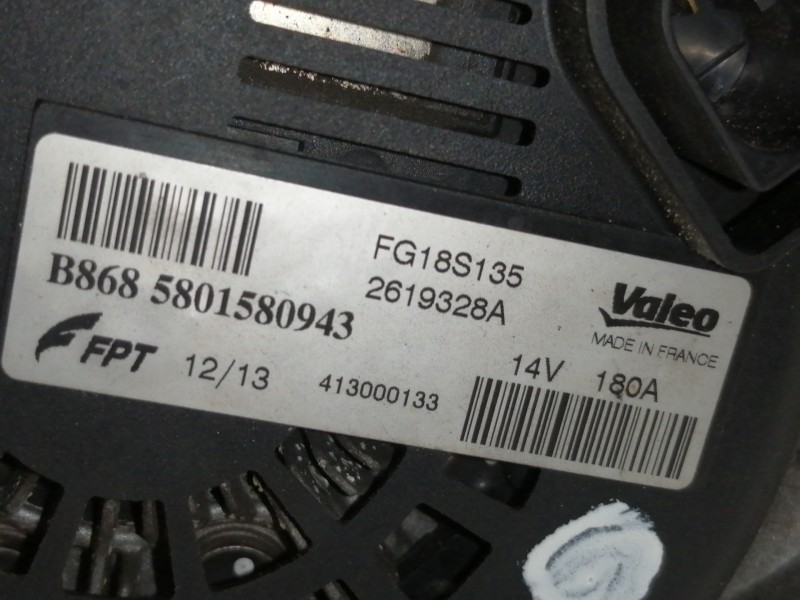 FG18S135
B868 5801580943
2619328A
Valeo
MADE IN FRANCE
FPT
12/13
413000133
14V 180A